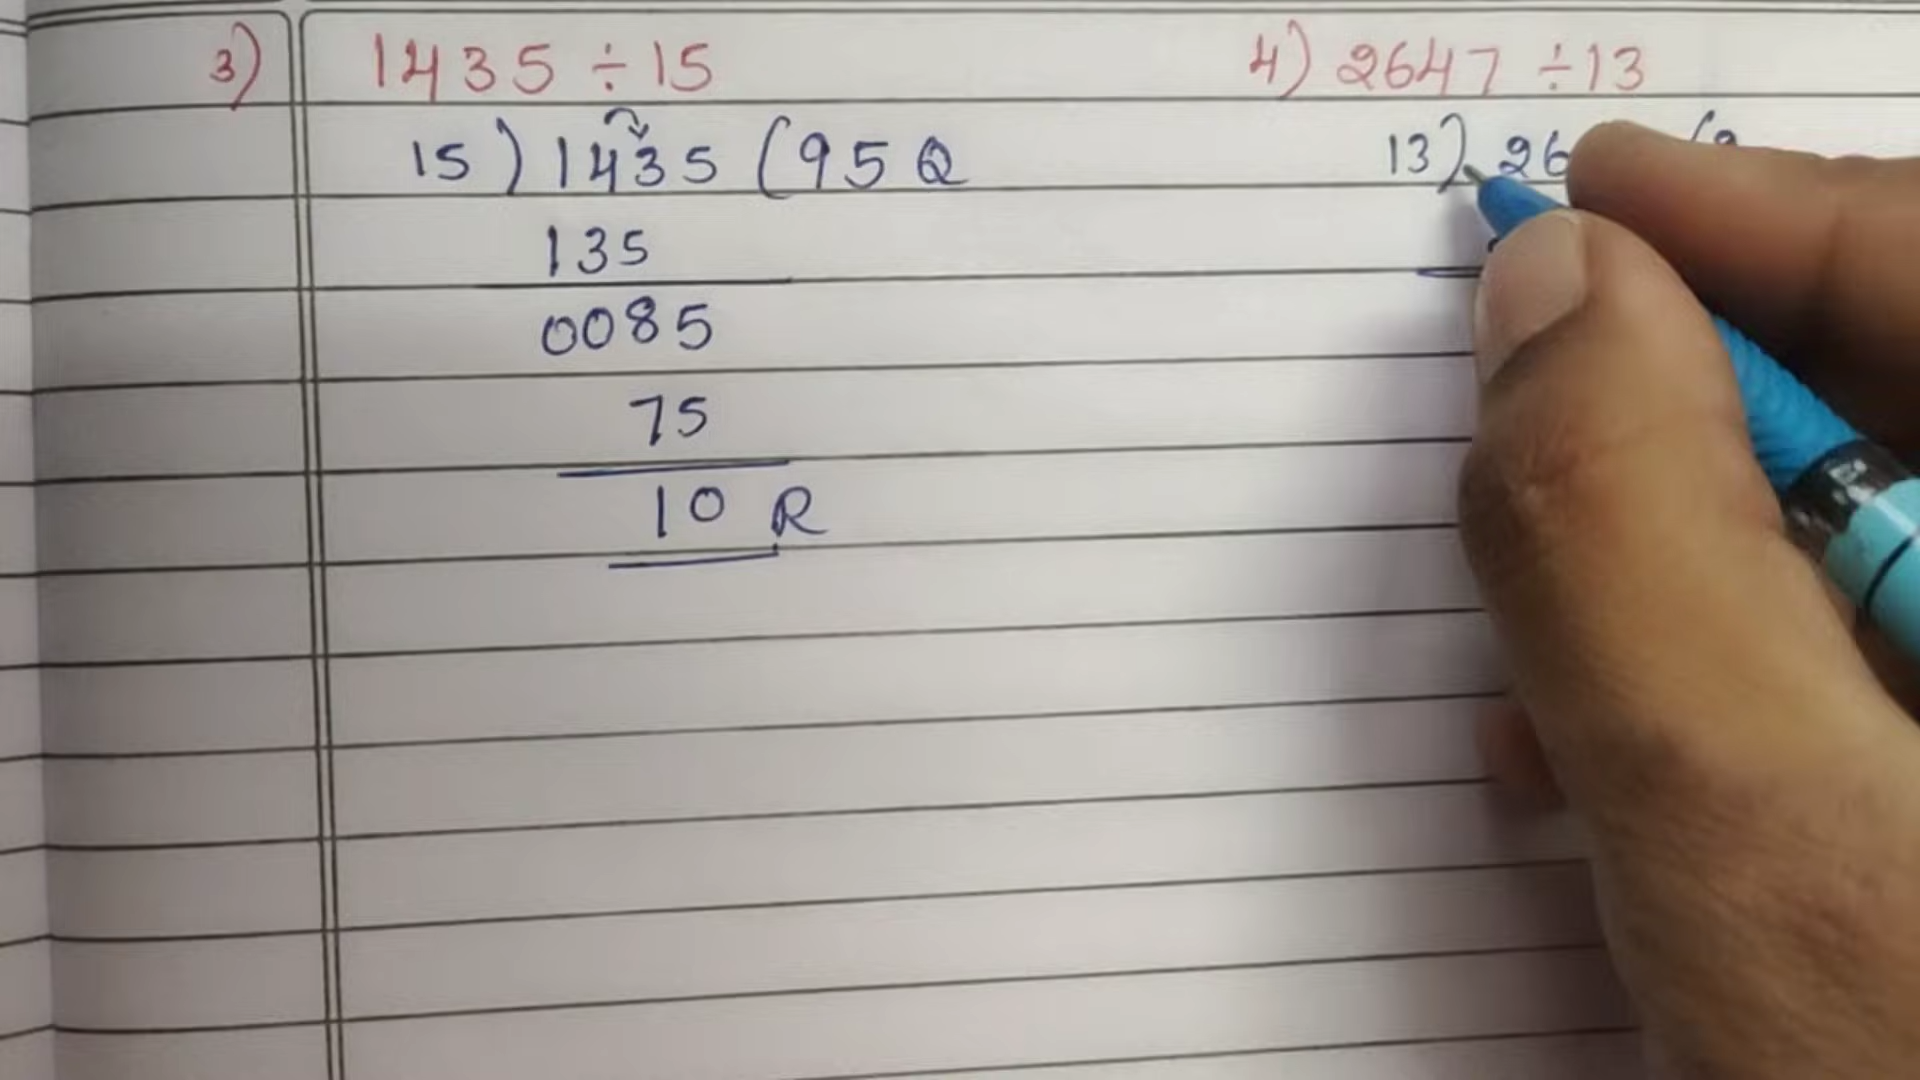 3) 1435 ÷ 15
15 ) 1435 ( 95 Q
135
0085
75
10 R
4) 2647 ÷ 13
13) 26